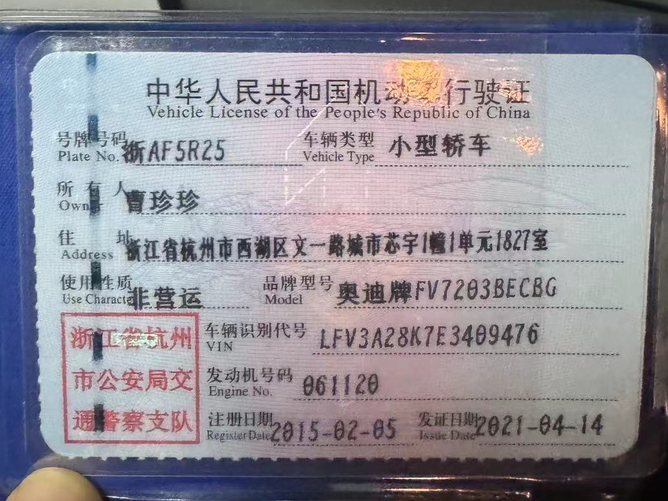 中华人民共和国机动 行驶证
Vehicle License of the People's Republic of China
号牌号码 浙AF5R25 车辆类型 小型轿车
Plate No. Vehicle Type
所有人 曹珍珍
Owner
住址 浙江省杭州市西湖区文一路城市芯宇1幢1单元1827室
Address
使用性质 非营运 品牌型号 奥迪牌FV7203BECBG
Use Character Model
浙江省杭州 车辆识别代号 LFV3A28K7E3409476
VIN
市公安局交 发动机号码 061120
Engine No.
通警察支队 注册日期 2015-02-05 发证日期 2021-04-14
Register Date Issue Date